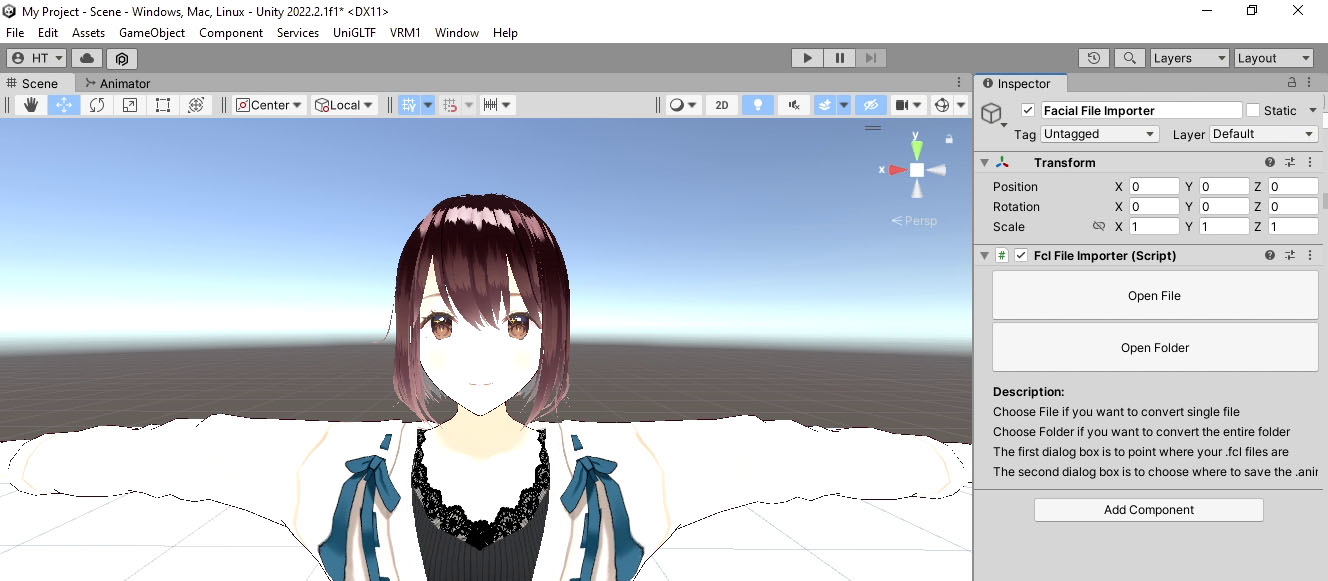 My Project - Scene - Windows, Mac, Linux - Unity 2022.2.1f1* <DX11>
File Edit Assets GameObject Component Services UniGLTF VRM1 Window Help
HT Layers Layout
Scene Animator
Center Local 2D
y
x
Persp
Inspector
Facial File Importer Static
Tag Untagged Layer Default
Transform
Position X 0 Y 0 Z 0
Rotation X 0 Y 0 Z 0
Scale X 1 Y 1 Z 1
# Fcl File Importer (Script)
Open File
Open Folder
Description:
Choose File if you want to convert single file
Choose Folder if you want to convert the entire folder
The first dialog box is to point where your .fcl files are
The second dialog box is to choose where to save the .anir
Add Component